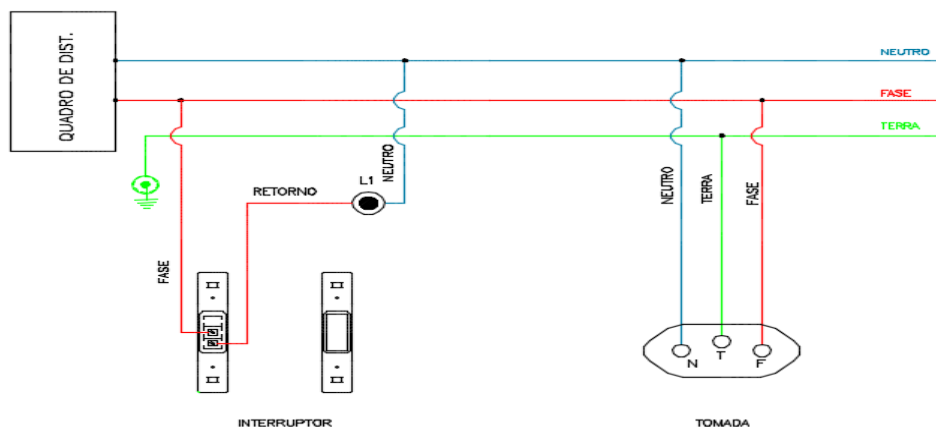 QUADRO DE DIST.
NEUTRO
FASE
TERRA
RETORNO
L1
NEUTRO
FASE
NEUTRO
TERRA
FASE
N
T
F
INTERRUPTOR
TOMADA